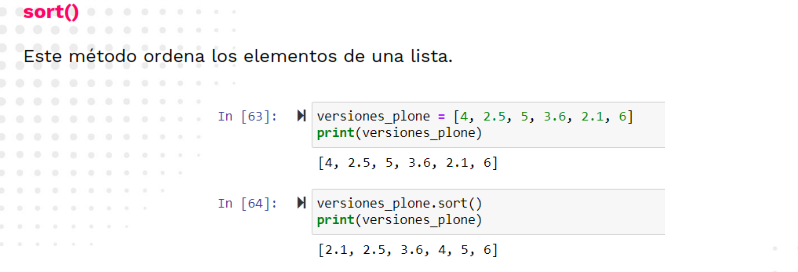 sort()
Este método ordena los elementos de una lista.
In [63]: versiones_plone = [4, 2.5, 5, 3.6, 2.1, 6]
print(versiones_plone)
[4, 2.5, 5, 3.6, 2.1, 6]
In [64]: versiones_plone.sort()
print(versiones_plone)
[2.1, 2.5, 3.6, 4, 5, 6]